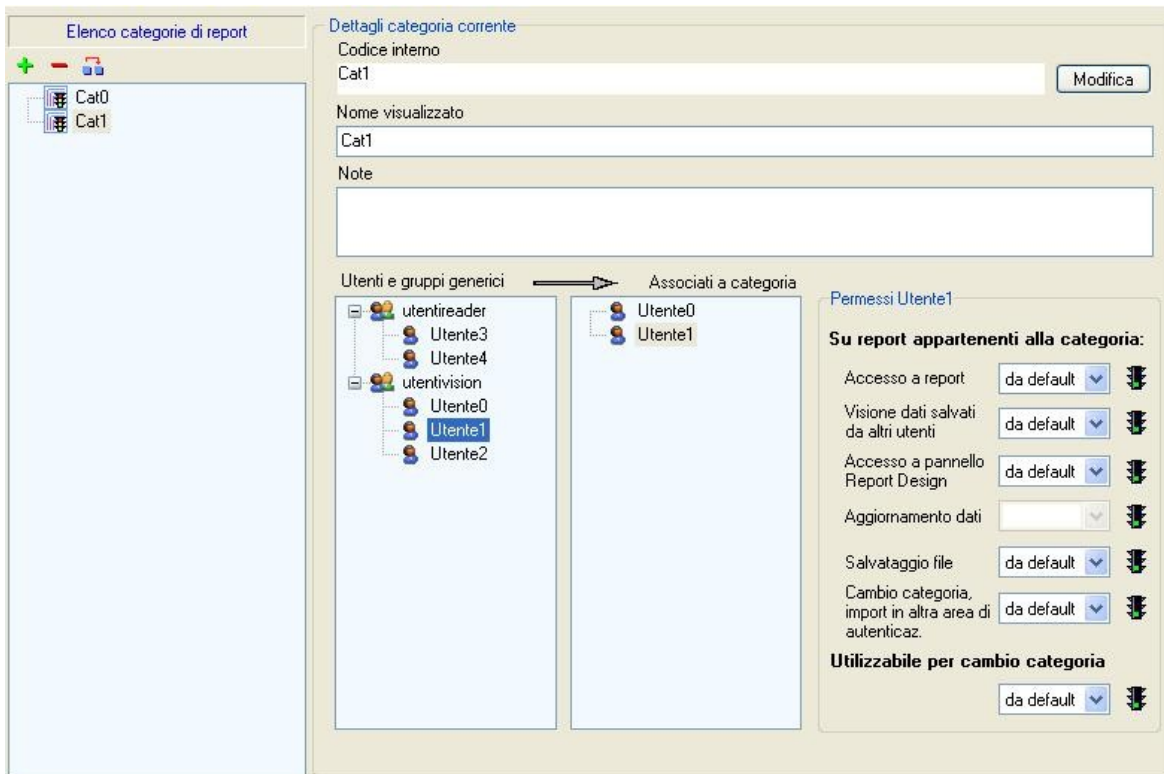 Elenco categorie di report
Cat0
Cat1
Dettagli categoria corrente
Codice interno
Cat1
Modifica
Nome visualizzato
Cat1
Note
Utenti e gruppi generici
Associati a categoria
utentireader
Utente3
Utente4
utentivision
Utente0
Utente1
Utente2
Utente0
Utente1
Permessi Utente1
Su report appartenenti alla categoria:
Accesso a report
da default
Visione dati salvati
da altri utenti
da default
Accesso a pannello
Report Design
da default
Aggiornamento dati
Salvataggio file
da default
Cambio categoria,
import in altra area di
autenticaz.
da default
Utilizzabile per cambio categoria
da default